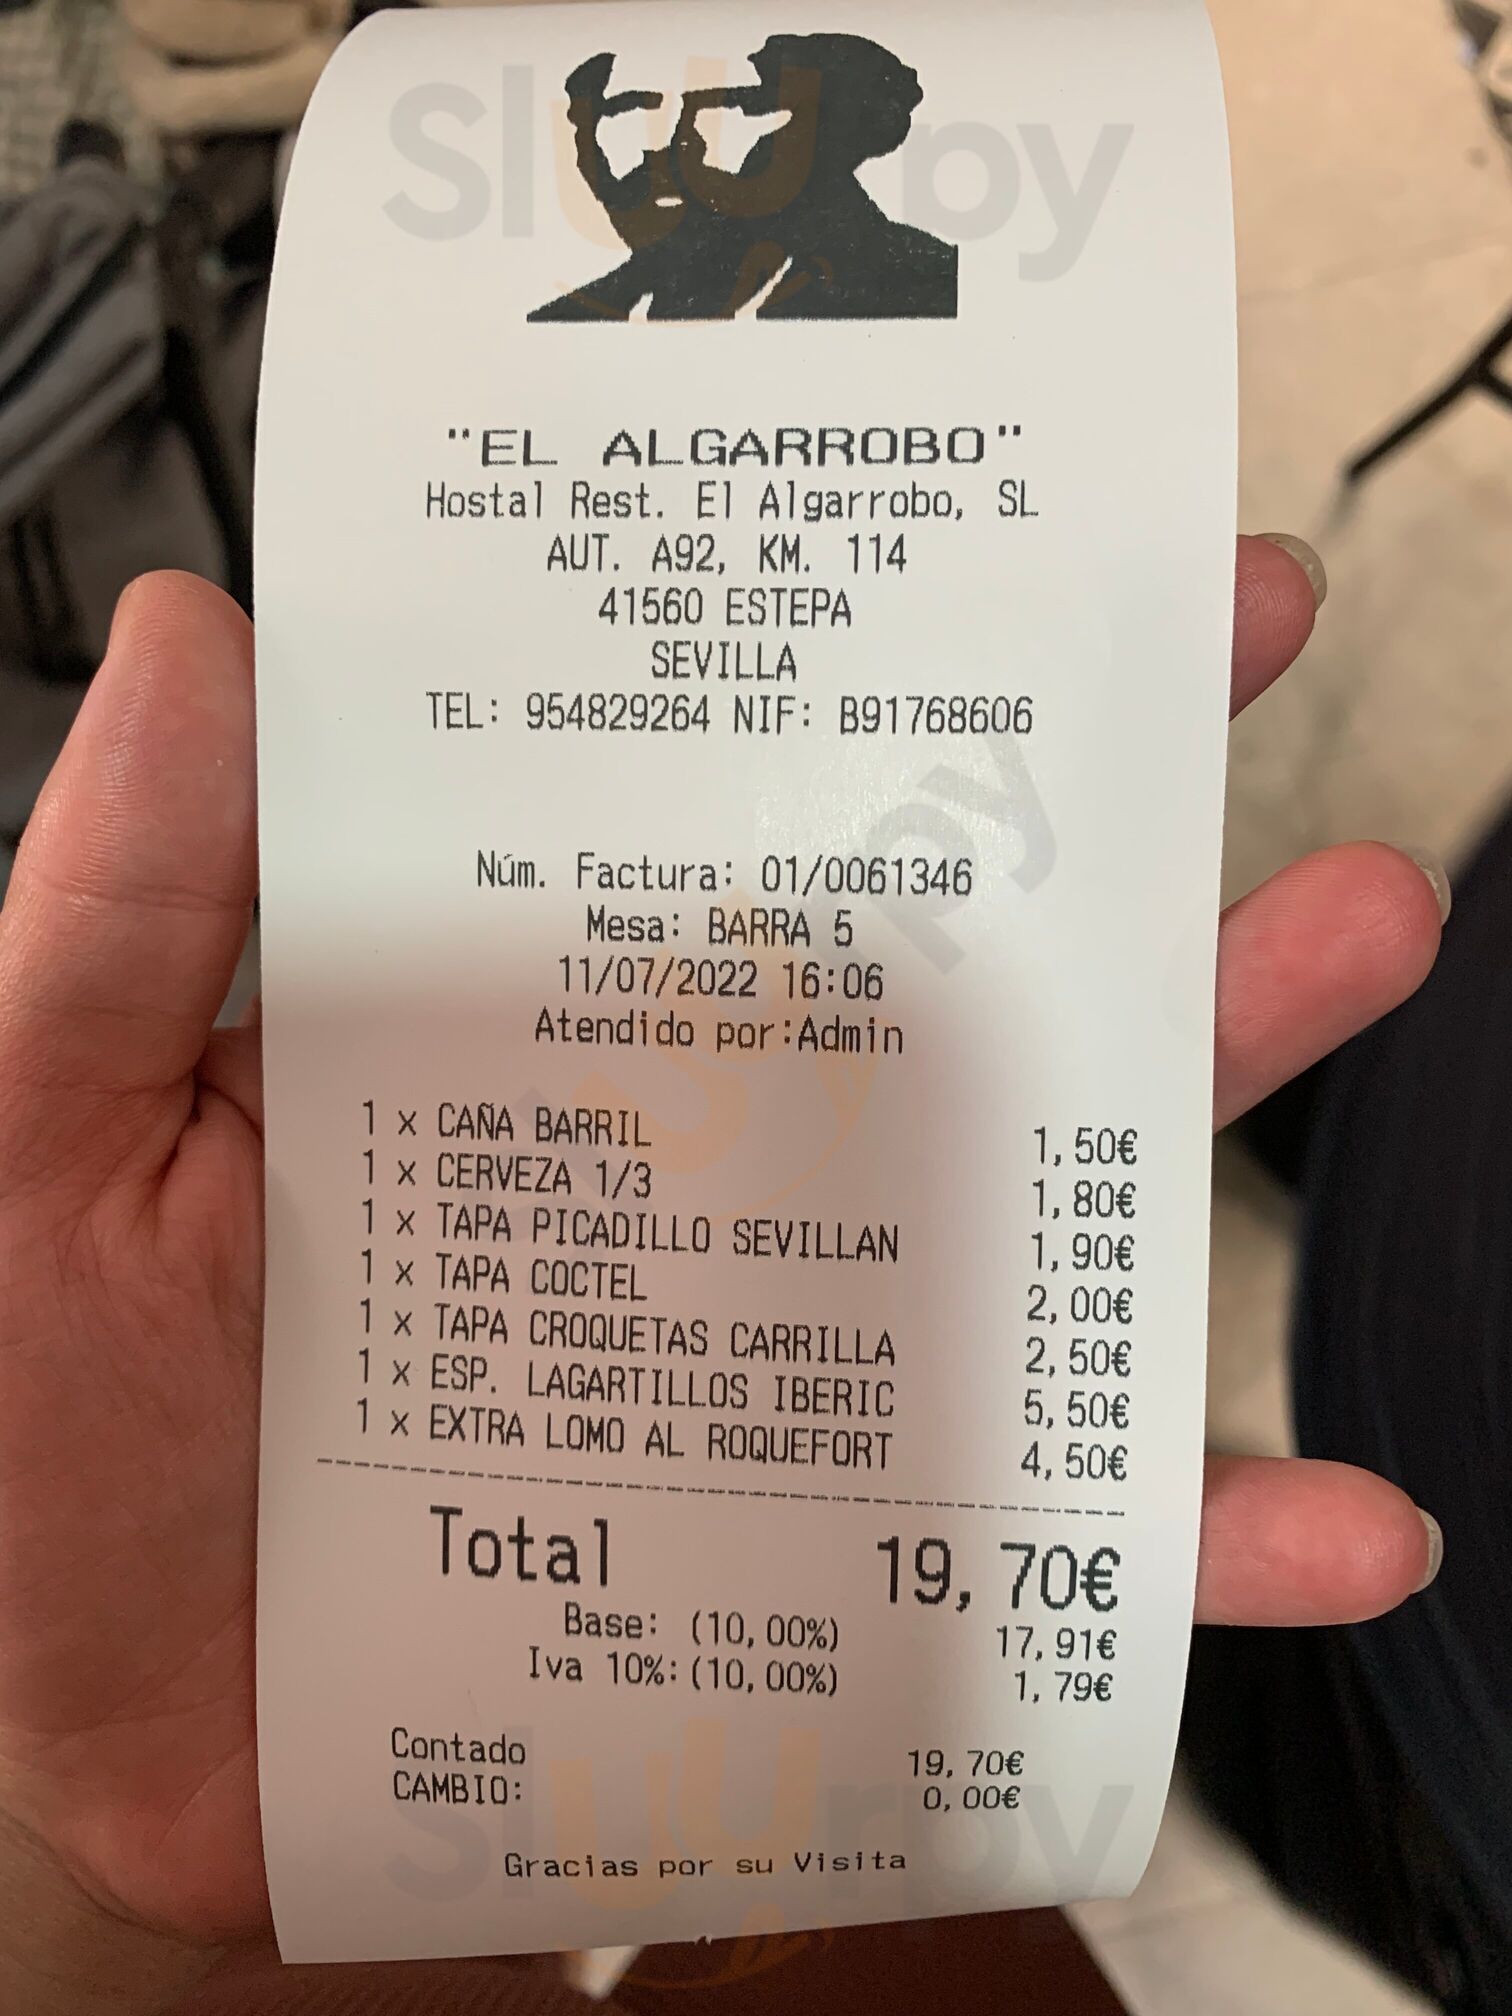 "EL ALGARROBO"
Hostal Rest. El Algarrobo, SL
AUT. A92, KM. 114
41560 ESTEPA
SEVILLA
TEL: 954829264 NIF: B91768606
Núm. Factura: 01/0061346
Mesa: BARRA 5
11/07/2022 16:06
Atendido por:Admin
1 x CAÑA BARRIL 1,50€
1 x CERVEZA 1/3 1,80€
1 x TAPA PICADILLO SEVILLAN 1,90€
1 x TAPA COCTEL 2,00€
1 x TAPA CROQUETAS CARRILLA 2,50€
1 x ESP. LAGARTILLOS IBERIC 5,50€
1 x EXTRA LOMO AL ROQUEFORT 4,50€
Total 19,70€
Base: (10,00%) 17,91€
Iva 10%:(10,00%) 1,79€
Contado 19,70€
CAMBIO: 0,00€
Gracias por su Visita
Sluurpy
Sluurpy
Sluurpy